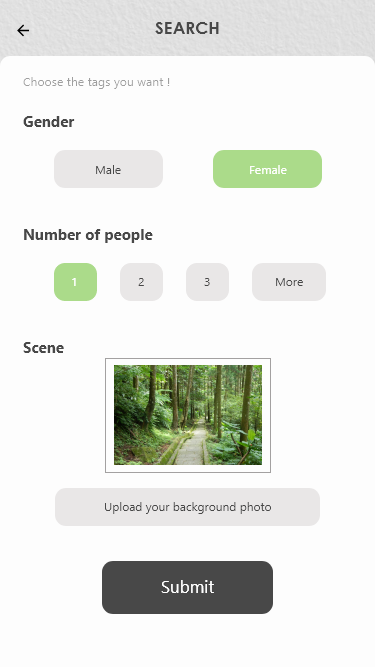 SEARCH
Choose the tags you want !
Gender
Male Female
Number of people
1 2 3 More
Scene
Upload your background photo
Submit